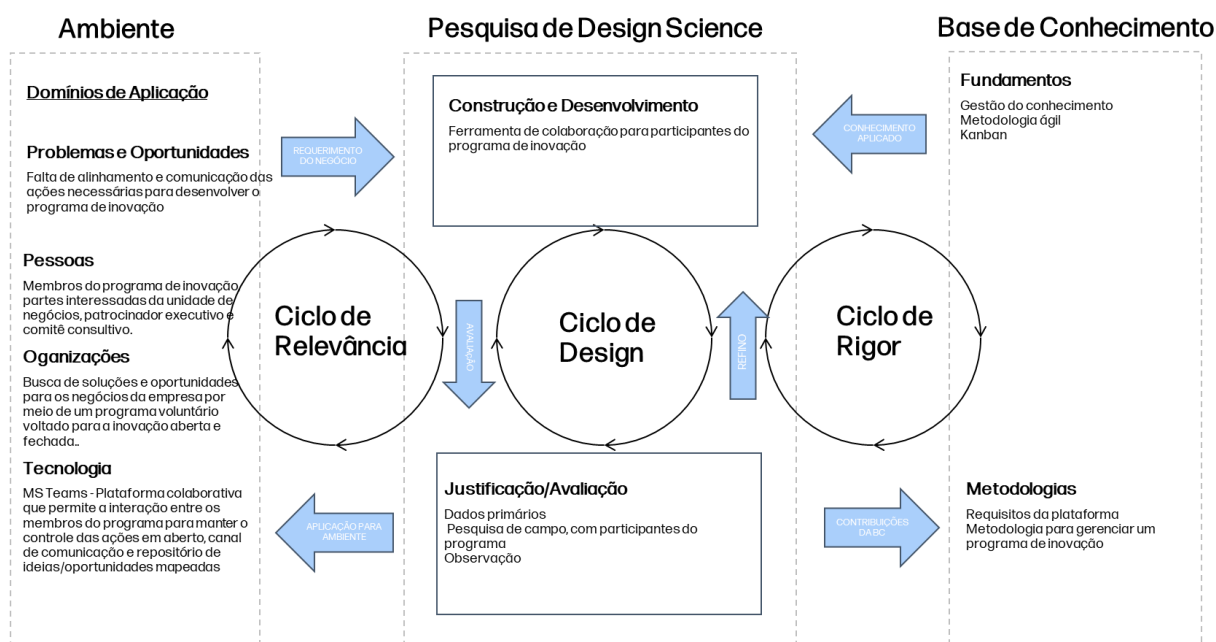 Ambiente
Pesquisa de Design Science
Base de Conhecimento
Domínios de Aplicação
Problemas e Oportunidades
Falta de alinhamento e comunicação das
ações necessárias para desenvolver o
programa de inovação
Pessoas
Membros do programa de inovação,
partes interessadas da unidade de
negócios, patrocinador executivo e
comitê consultivo.
Oganizações
Busca de soluções e oportunidades
para os negócios da empresa por
meio de um programa voluntário
voltado para a inovação aberta e
fechada..
Tecnologia
MS Teams - Plataforma colaborativa
que permite a interação entre os
membros do programa para manter o
controle das ações em aberto, canal
de comunicação e repositório de
ideias/oportunidades mapeadas
REQUERIMENTO
DO NEGÓCIO
Ciclo de
Relevância
APLICAÇÃO PARA
AMBIENTE
Construção e Desenvolvimento
Ferramenta de colaboração para participantes do
programa de inovação
AVALIAÇÃO
Ciclo de
Design
REFINO
Justificação/Avaliação
Dados primários
Pesquisa de campo, com participantes do
programa
Observação
CONHECIMENTO
APLICADO
Ciclo de
Rigor
CONTRIBUIÇÕES
DA BC
Fundamentos
Gestão do conhecimento
Metodologia ágil
Kanban
Metodologias
Requisitos da plataforma
Metodologia para gerenciar um
programa de inovação